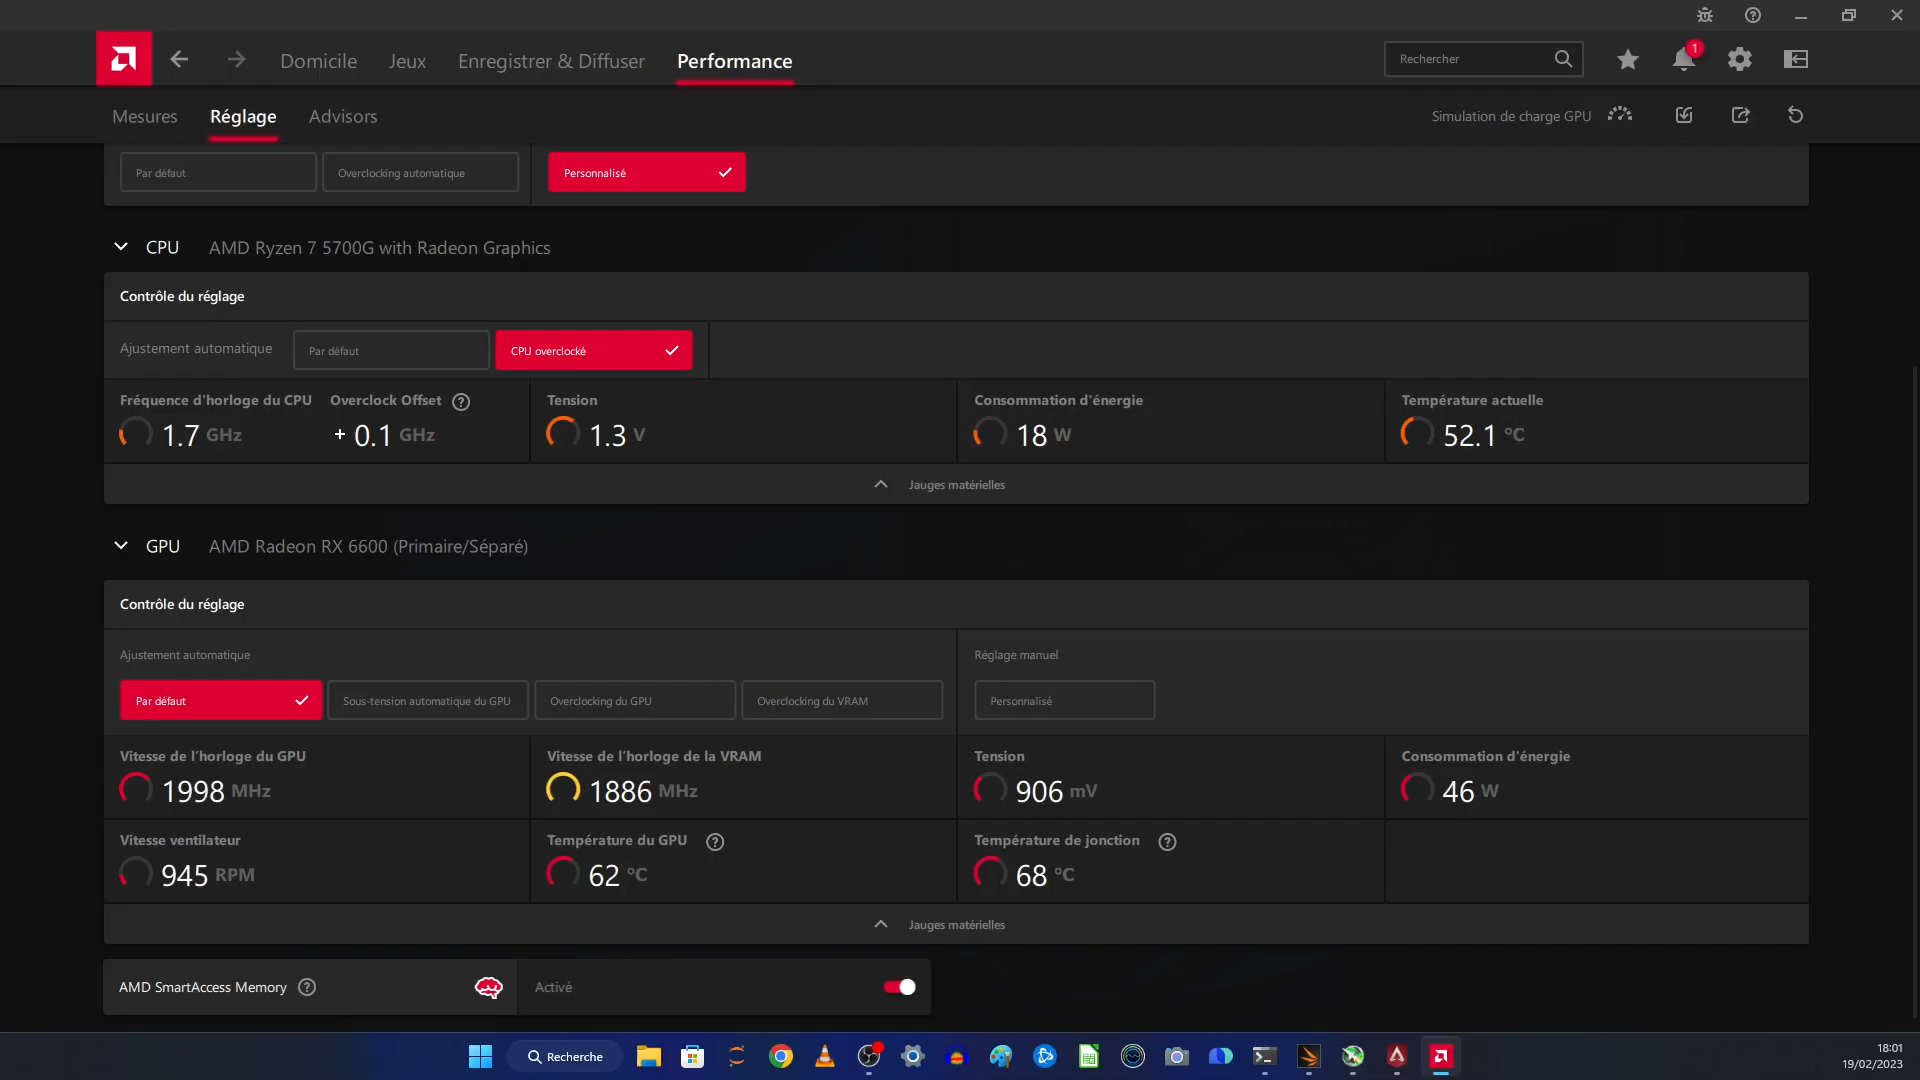 Domicile Jeux Enregistrer & Diffuser Performance Rechercher 1
Mesures Réglage Advisors Simulation de charge GPU
Par défaut Overclocking automatique Personnalisé
CPU AMD Ryzen 7 5700G with Radeon Graphics
Contrôle du réglage
Ajustement automatique Par défaut CPU overclocké
Fréquence d'horloge du CPU Overclock Offset Tension Consommation d'énergie Température actuelle
1.7 GHz + 0.1 GHz 1.3 V 18 W 52.1 °C
Jauges matérielles
GPU AMD Radeon RX 6600 (Primaire/Séparé)
Contrôle du réglage
Ajustement automatique Réglage manuel
Par défaut Sous-tension automatique du GPU Overclocking du GPU Overclocking du VRAM Personnalisé
Vitesse de l'horloge du GPU Vitesse de l'horloge de la VRAM Tension Consommation d'énergie
1998 MHz 1886 MHz 906 mV 46 W
Vitesse ventilateur Température du GPU Température de jonction
945 RPM 62 °C 68 °C
Jauges matérielles
AMD SmartAccess Memory Activé
Recherche 18:01
19/02/2023